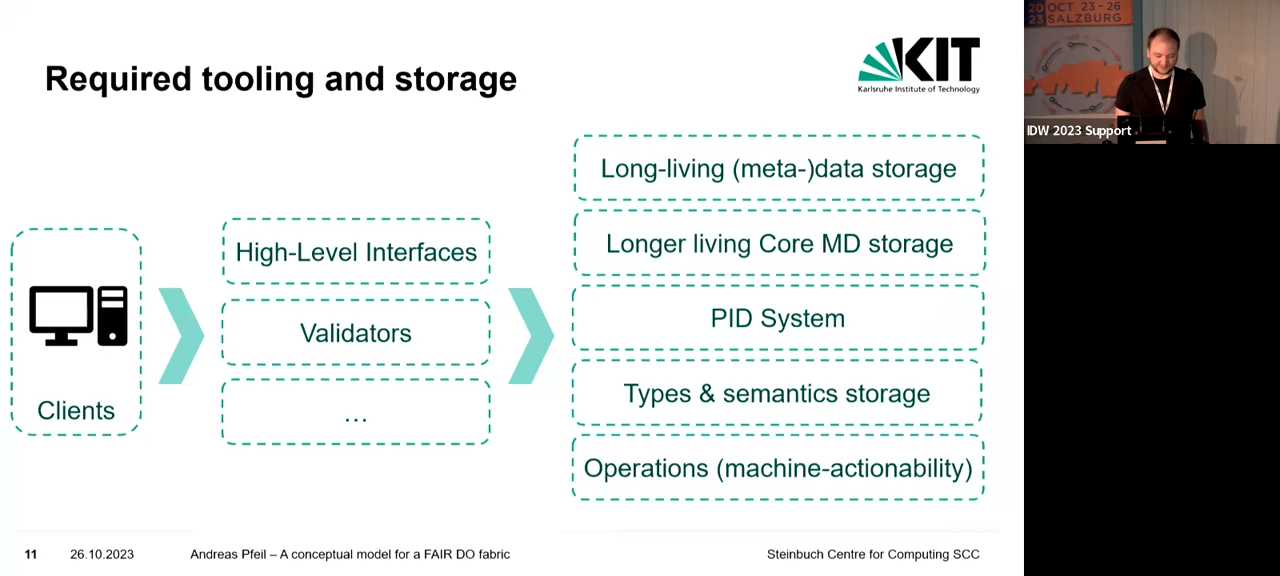 Required tooling and storage
KIT
Karlsruhe Institute of Technology
Clients
High-Level Interfaces
Validators
...
Long-living (meta-)data storage
Longer living Core MD storage
PID System
Types & semantics storage
Operations (machine-actionability)
11
26.10.2023
Andreas Pfeil – A conceptual model for a FAIR DO fabric
Steinbuch Centre for Computing SCC
20 OCT 23-26
23 SALZBURG
IDW 2023 Support